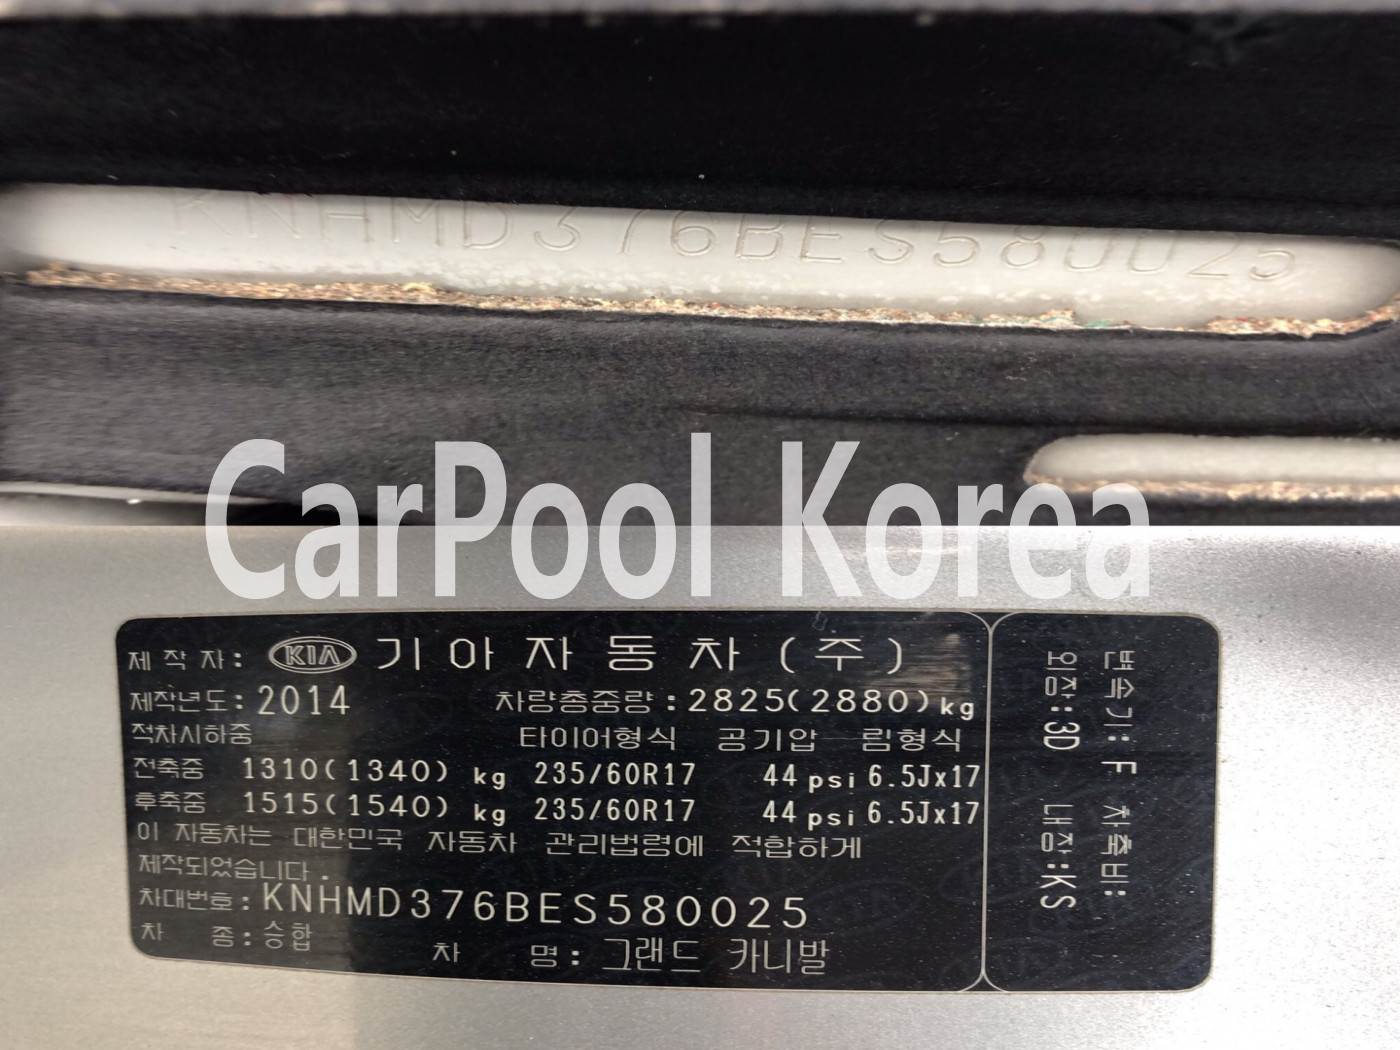 KNHMD376BES580025
CarPool Korea
제 작 자: KIA 기아자동차(주)
제작년도: 2014 차량총중량: 2825(2880)kg
적차시하중 타이어형식 공기압 림형식
전축중 1310(1340) kg 235/60R17 44psi 6.5Jx17
후축중 1515(1540) kg 235/60R17 44psi 6.5Jx17
이 자동차는 대한민국 자동차 관리법령에 적합하게
제작되었습니다.
차대번호: KNHMD376BES580025
차 종: 승합 차 명: 그랜드 카니발
변속기: F 차축비:
외장: 3D 내장: KS